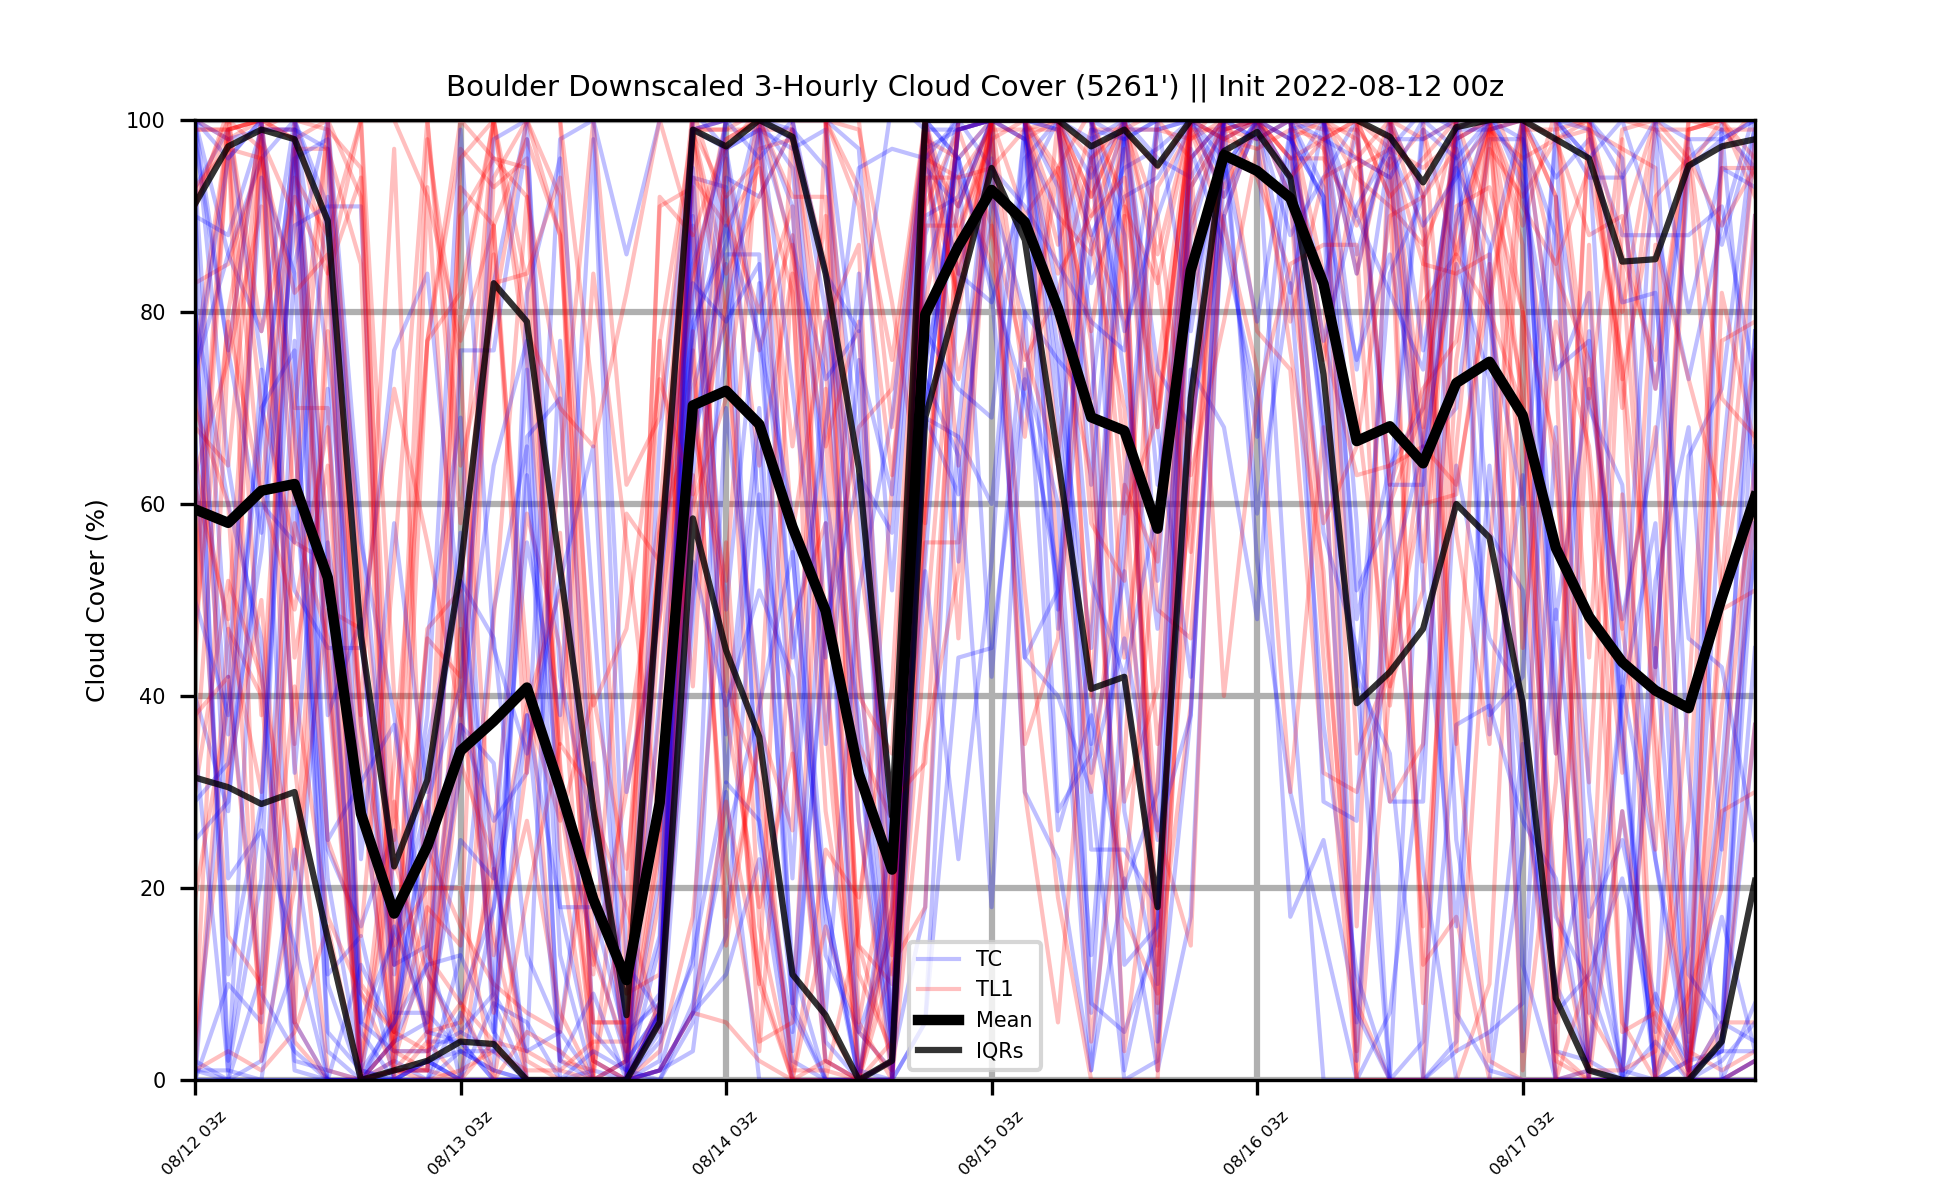 Boulder Downscaled 3-Hourly Cloud Cover (5261') || Init 2022-08-12 00z
Cloud Cover (%)
100
80
60
40
20
0
TC
TL1
Mean
IQRs
08/12 03z
08/13 03z
08/14 03z
08/15 03z
08/16 03z
08/17 03z